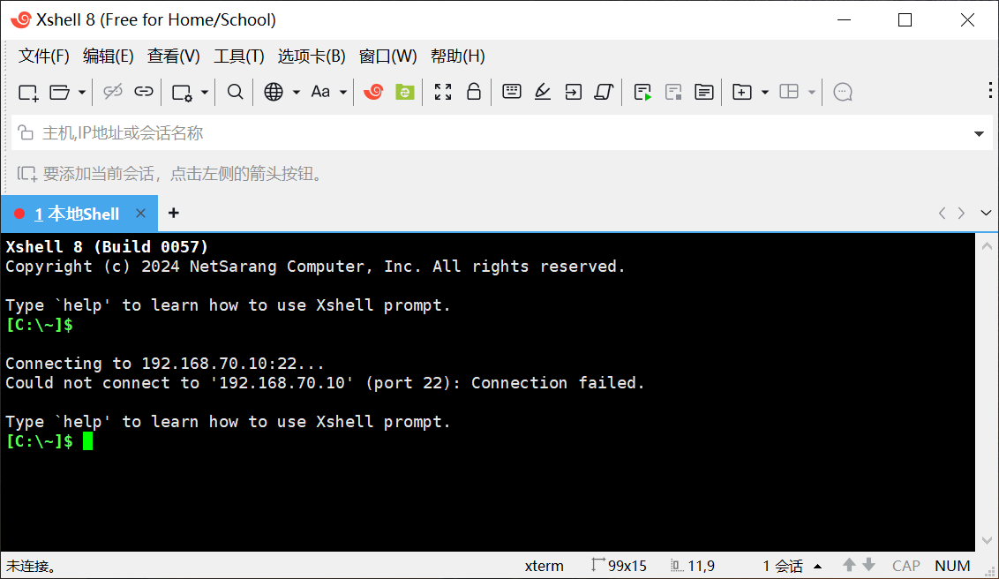 Xshell 8 (Free for Home/School)
文件(F) 编辑(E) 查看(V) 工具(T) 选项卡(B) 窗口(W) 帮助(H)
Aa
主机,IP地址或会话名称
要添加当前会话，点击左侧的箭头按钮。
1 本地Shell
Xshell 8 (Build 0057)
Copyright (c) 2024 NetSarang Computer, Inc. All rights reserved.
Type `help' to learn how to use Xshell prompt.
[C:\~]$
Connecting to 192.168.70.10:22...
Could not connect to '192.168.70.10' (port 22): Connection failed.
Type `help' to learn how to use Xshell prompt.
[C:\~]$
未连接。 xterm 99x15 11,9 1 会话 CAP NUM